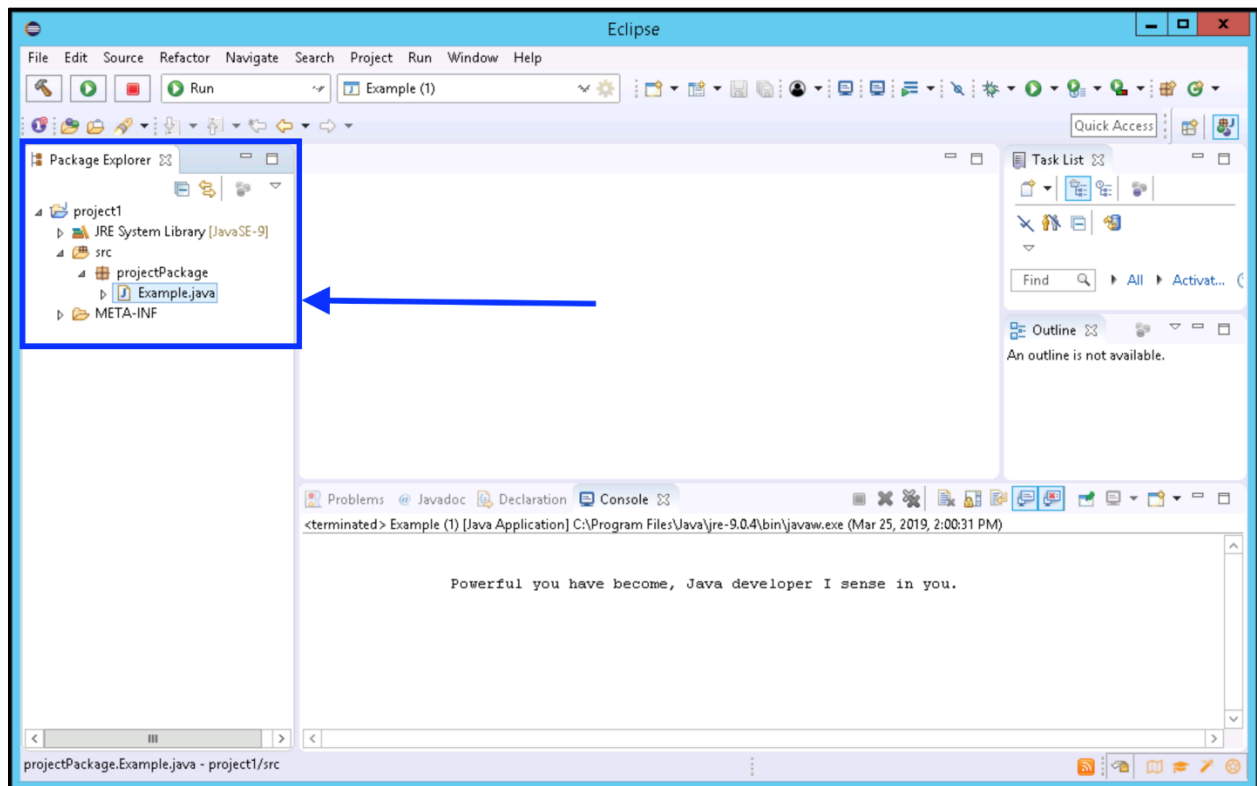 Eclipse
File Edit Source Refactor Navigate Search Project Run Window Help
Run Example (1)
Quick Access
Package Explorer
project1
JRE System Library [JavaSE-9]
src
projectPackage
Example.java
META-INF
Task List
Find All Activat...
Outline
An outline is not available.
Problems Javadoc Declaration Console
<terminated> Example (1) [Java Application] C:\Program Files\Java\jre-9.0.4\bin\javaw.exe (Mar 25, 2019, 2:00:31 PM)
Powerful you have become, Java developer I sense in you.
projectPackage.Example.java - project1/src